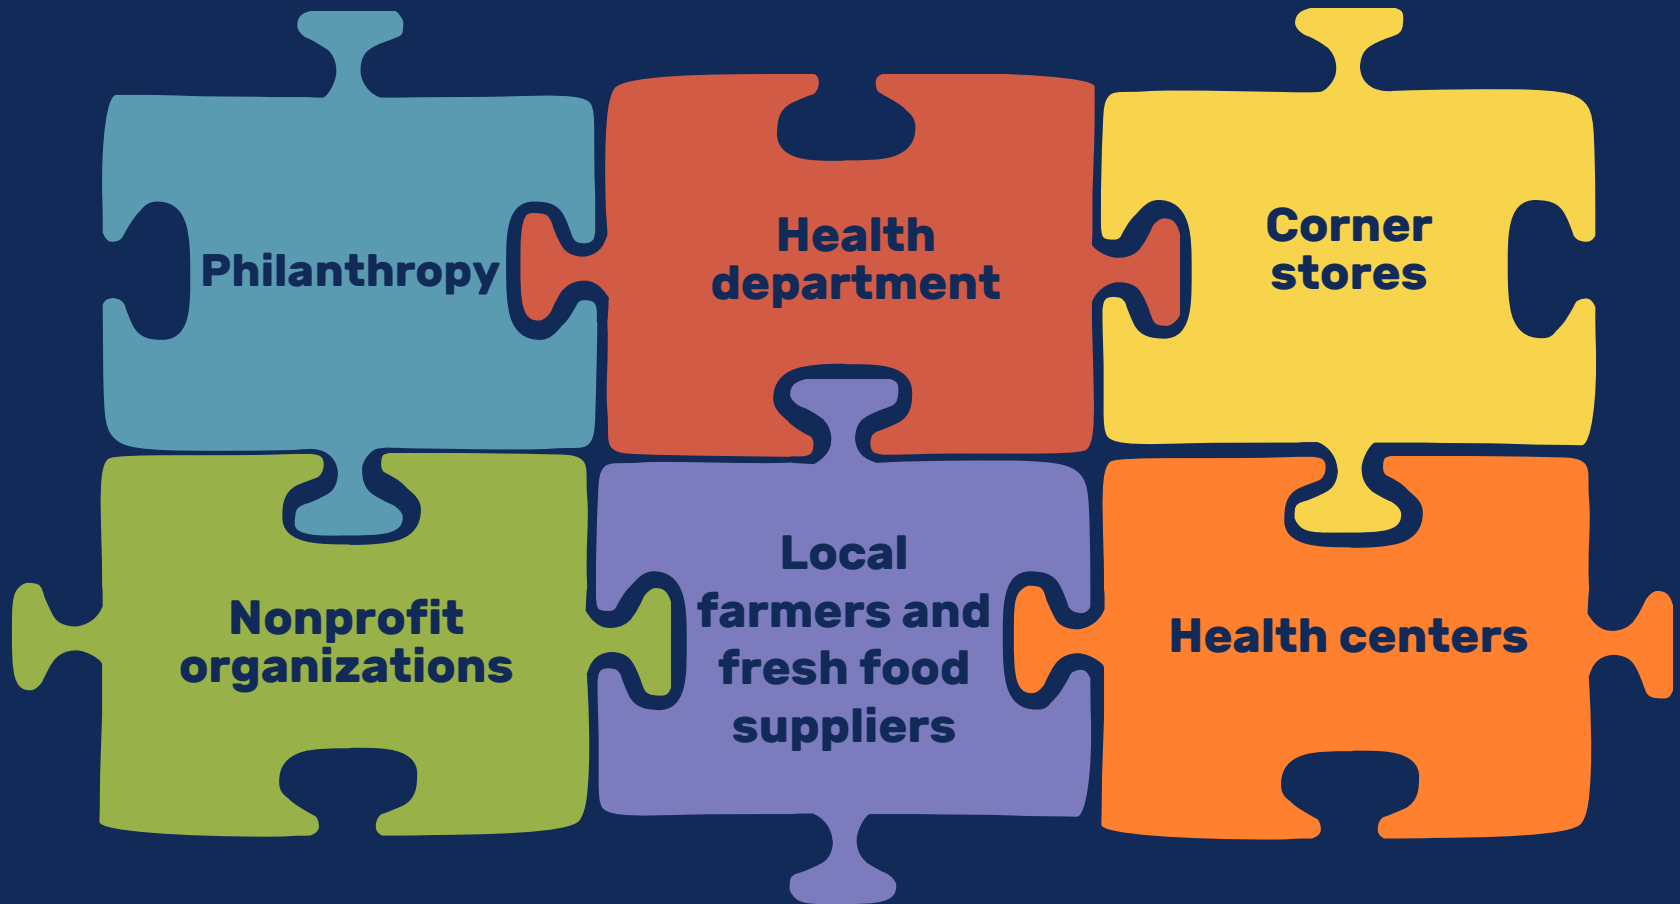 Philanthropy
Health
department
Corner
stores
Nonprofit
organizations
Local
farmers and
fresh food
suppliers
Health centers